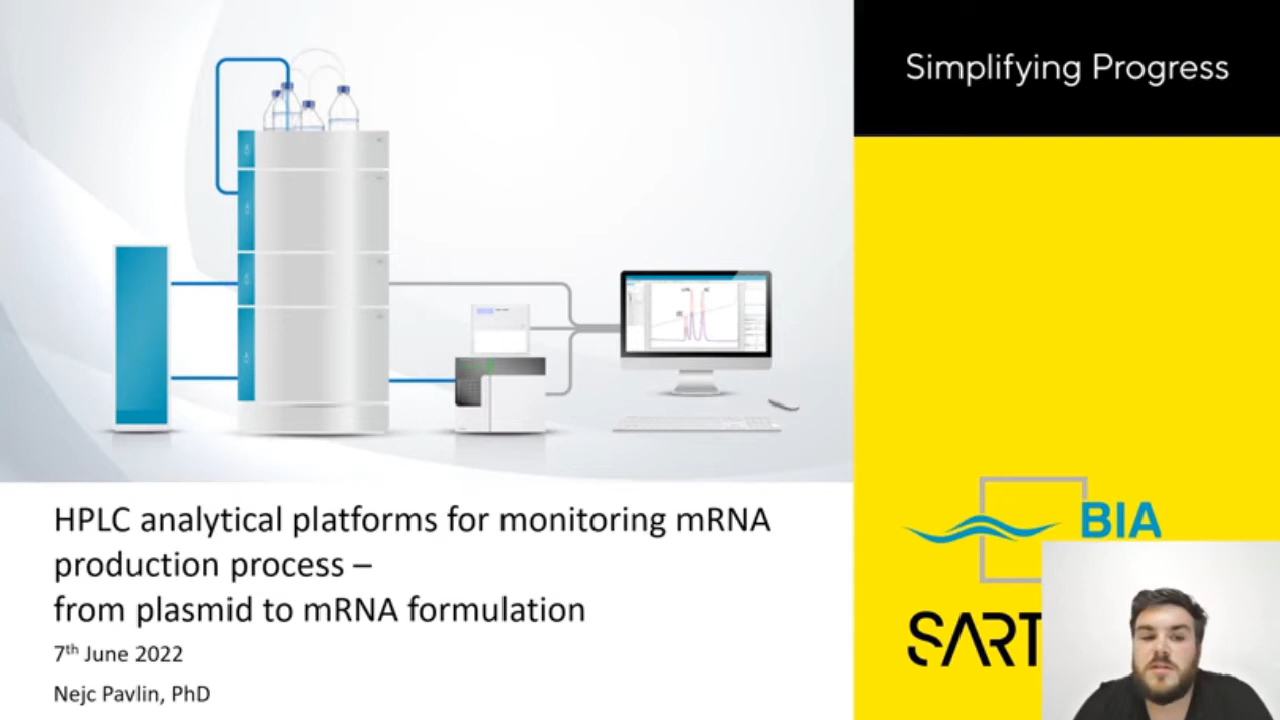 Simplifying Progress
BIA
SART
HPLC analytical platforms for monitoring mRNA
production process –
from plasmid to mRNA formulation
7th June 2022
Nejc Pavlin, PhD